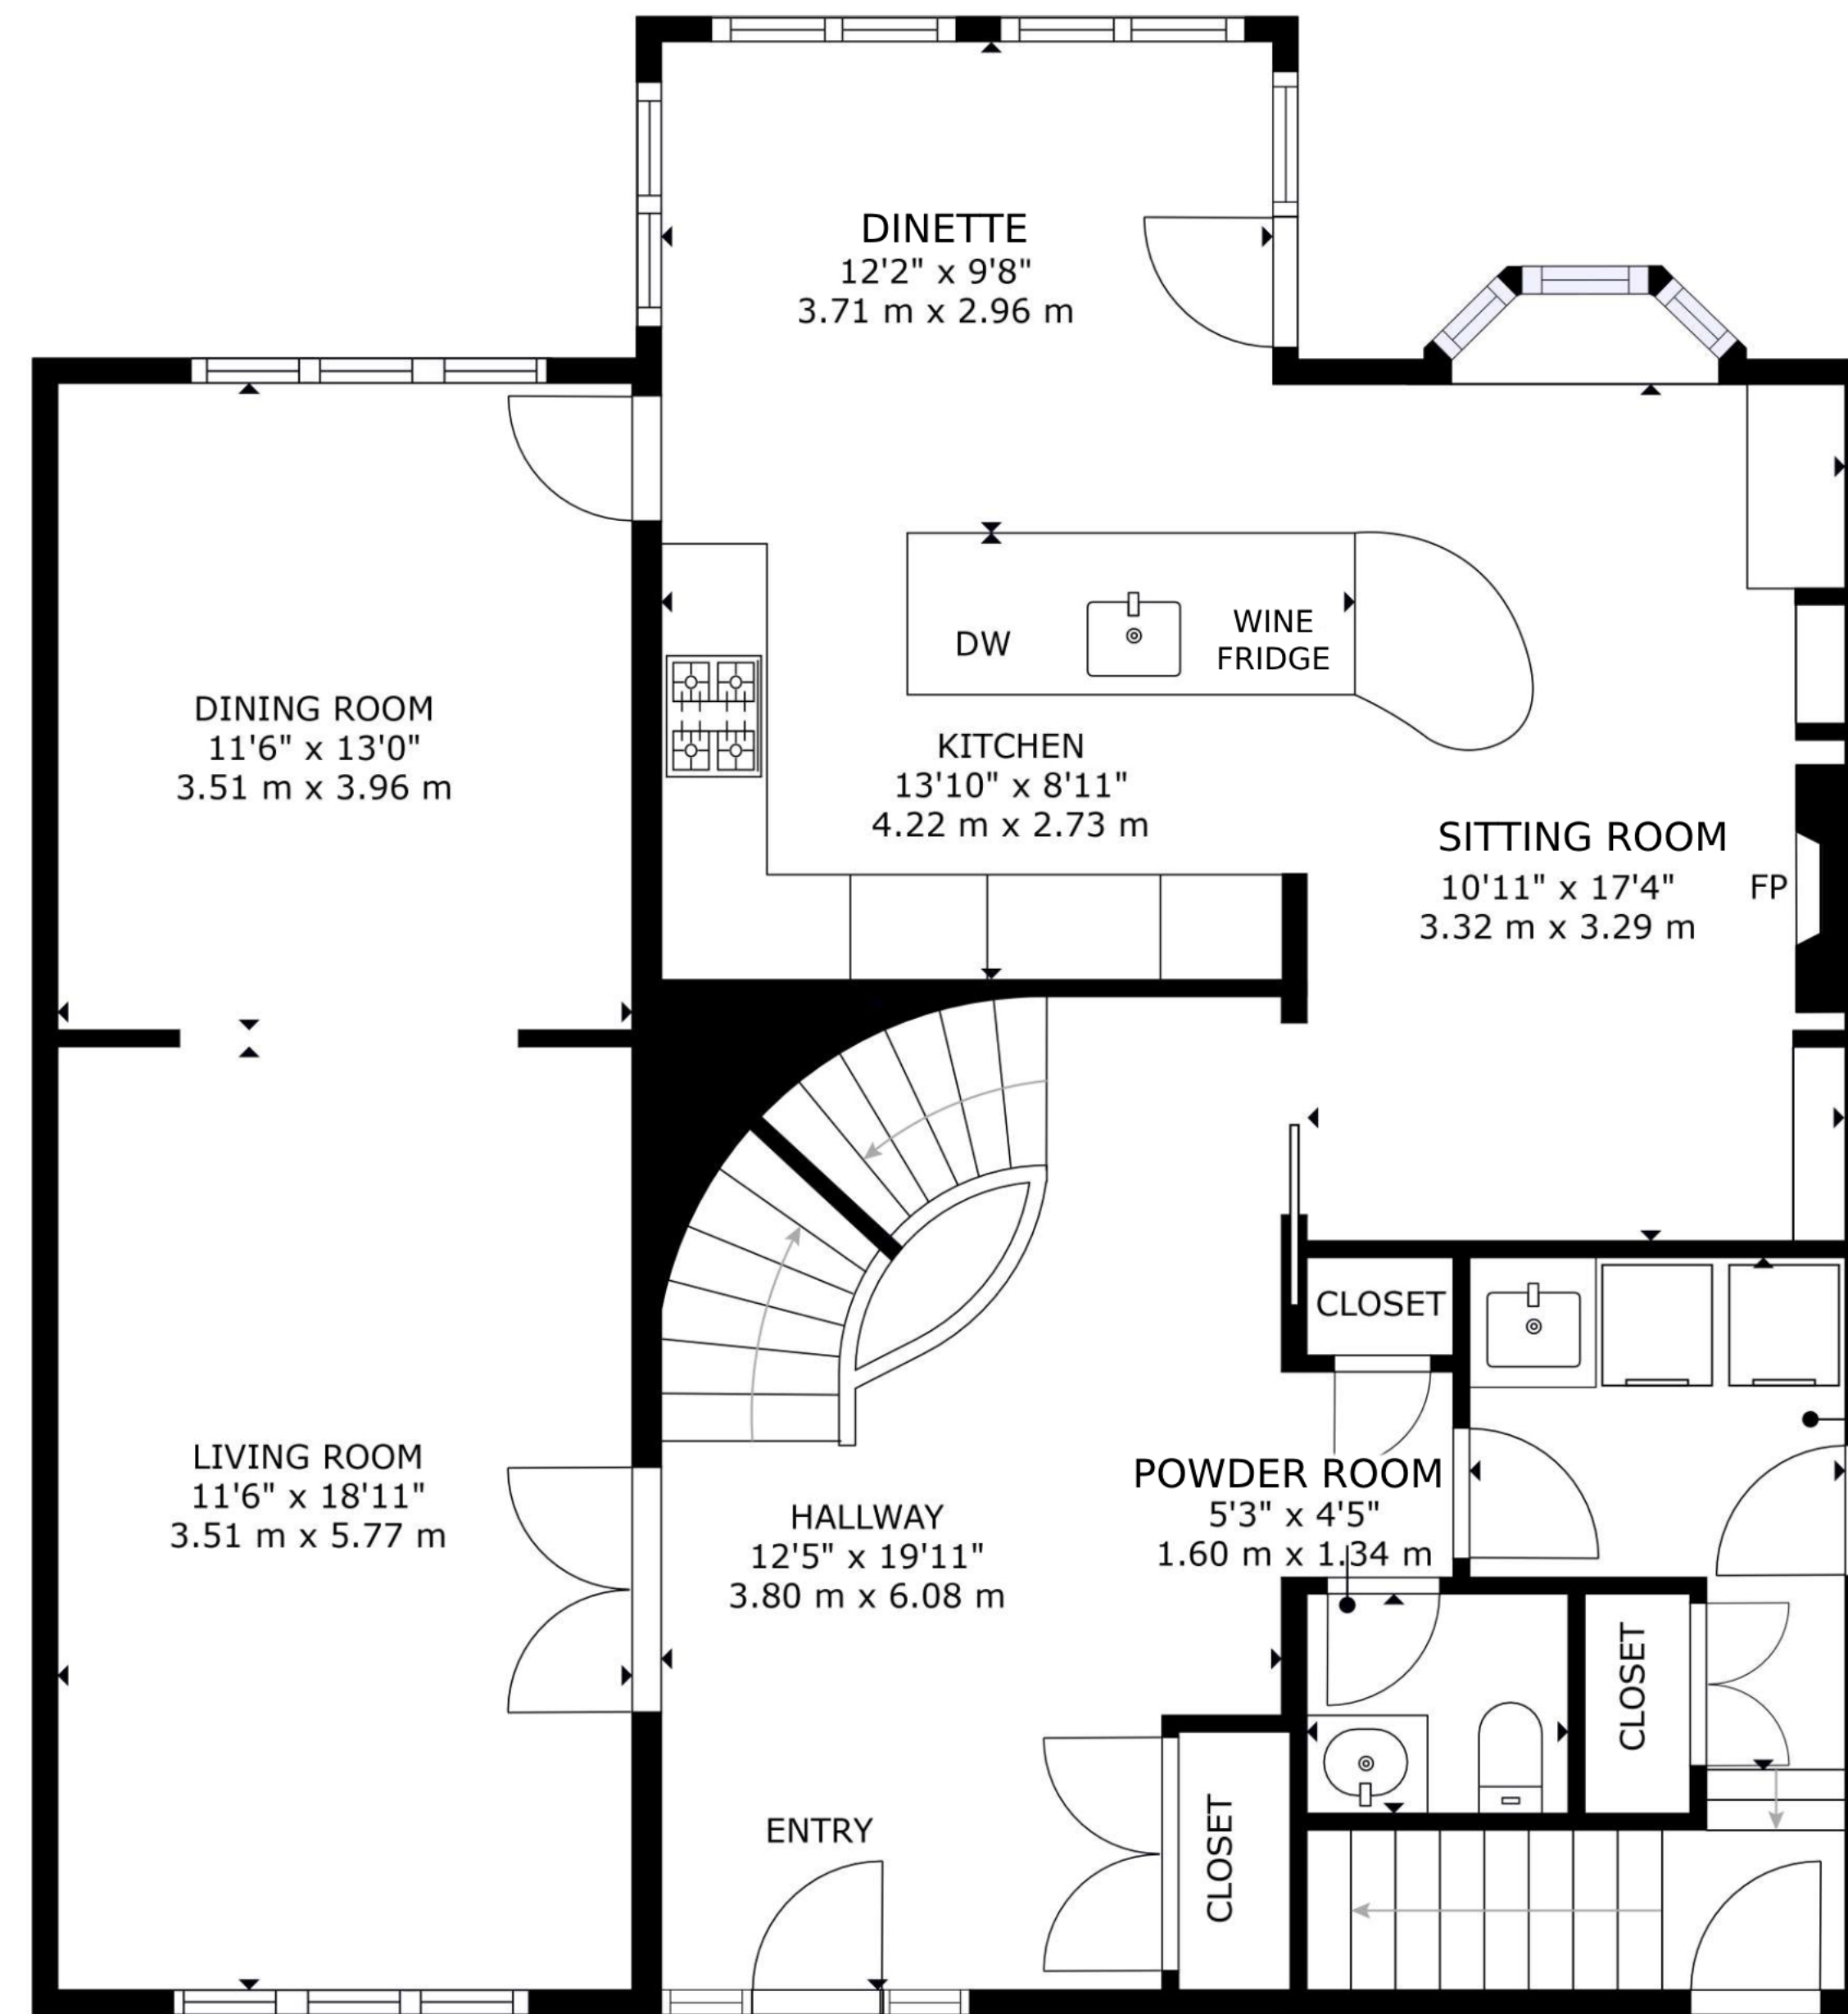 DINETTE
12'2" x 9'8"
3.71 m x 2.96 m
WINE
FRIDGE
DW
DINING ROOM
11'6" x 13'0"
3.51 m x 3.96 m
KITCHEN
13'10" x 8'11"
4.22 m x 2.73 m
SITTING ROOM
10'11" x 17'4"
3.32 m x 3.29 m
FP
CLOSET
LIVING ROOM
11'6" x 18'11"
3.51 m x 5.77 m
POWDER ROOM
5'3" x 4'5"
1.60 m x 1.34 m
HALLWAY
12'5" x 19'11"
3.80 m x 6.08 m
CLOSET
ENTRY
CLOSET